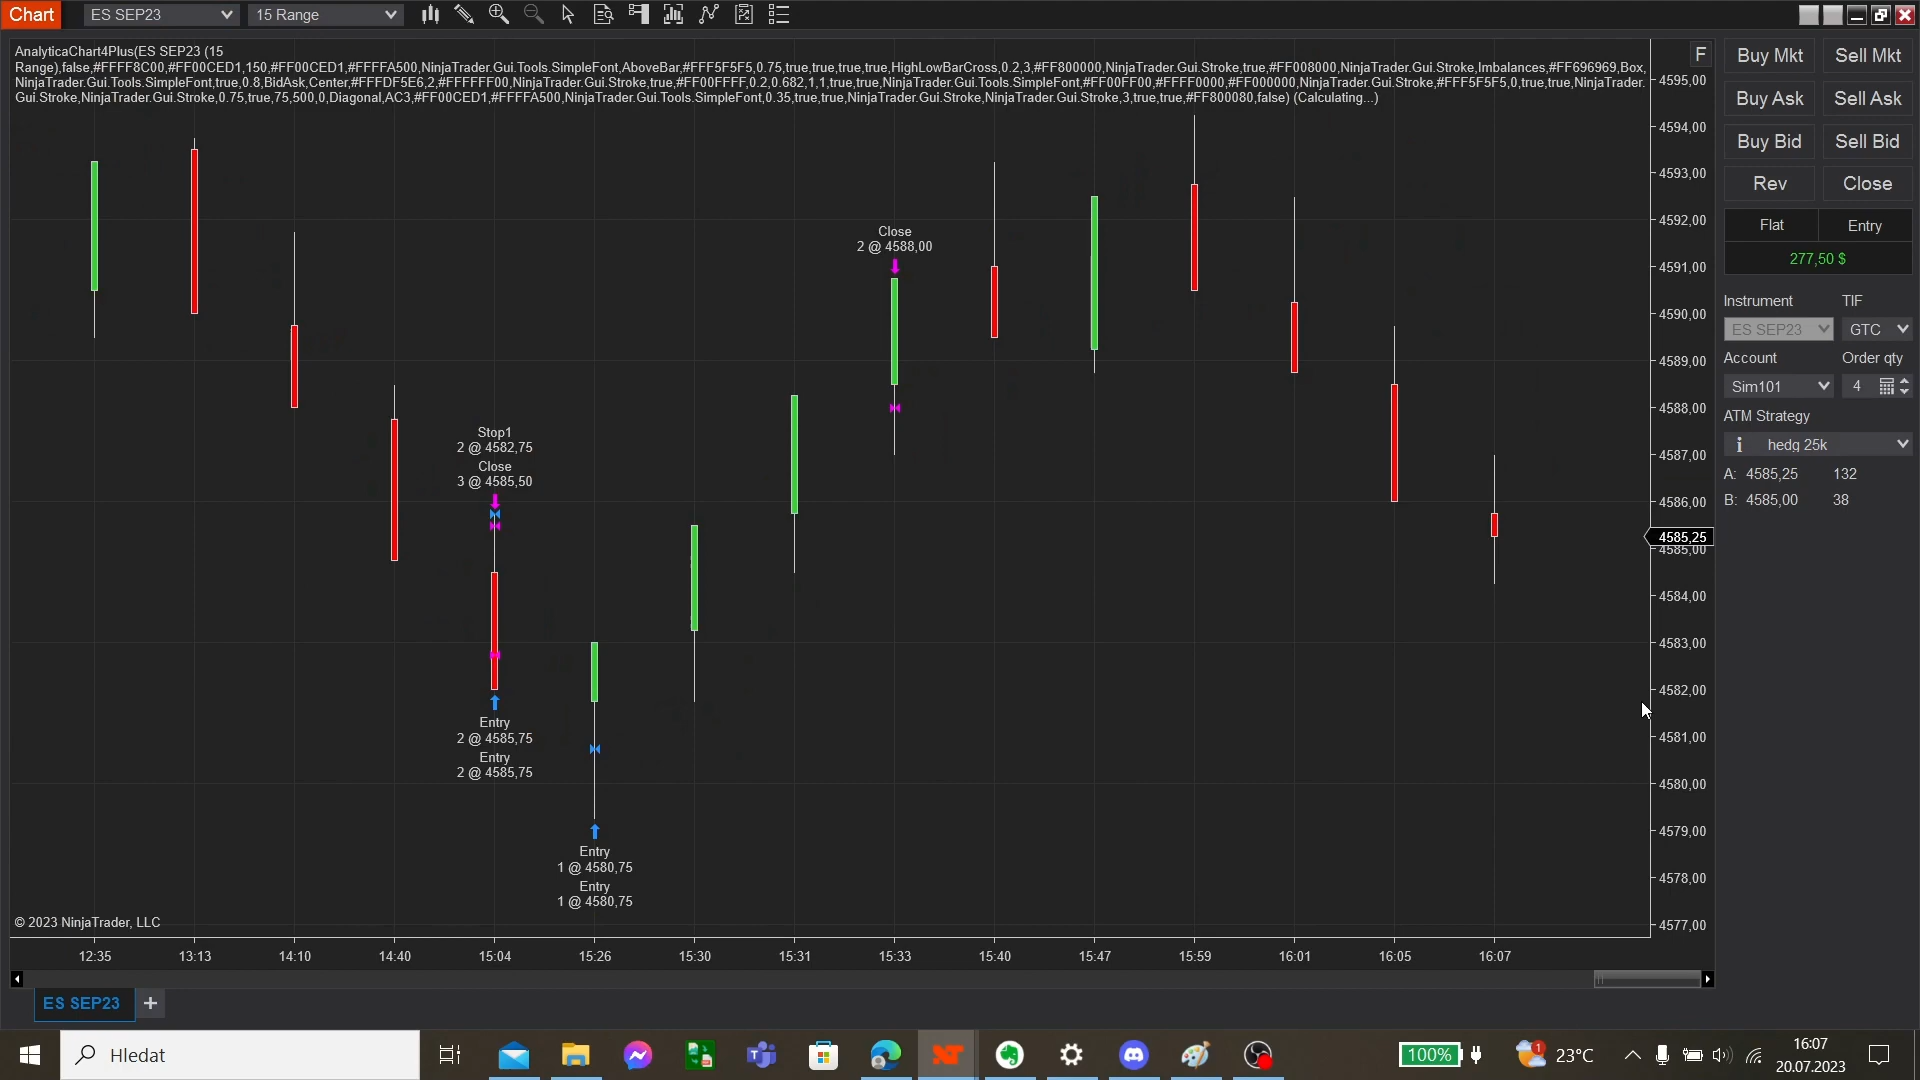 Chart ES SEP23 15 Range
AnalyticaChart4Plus(ES SEP23 (15
Range),false,#FFFF8C00,#FF00CED1,150,#FF00CED1,#FFFFA500,NinjaTrader.Gui.Tools.SimpleFont,AboveBar,#FFF5F5F5,0.75,true,true,true,true,HighLowBarCross,0.2,3,#FF800000,NinjaTrader.Gui.Stroke,true,#FF008000,NinjaTrader.Gui.Stroke,Imbalances,#FF696969,Box,
NinjaTrader.Gui.Tools.SimpleFont,true,0.8,BidAsk,Center,#FFFDF5E6,2,#FFFFFF00,NinjaTrader.Gui.Stroke,true,#FF00FFFF,0.2,0.682,1,1,true,true,NinjaTrader.Gui.Tools.SimpleFont,#FF00FF00,#FFFF0000,#FF000000,NinjaTrader.Gui.Stroke,#FFF5F5F5,0,true,true,NinjaTrader.
Gui.Stroke,NinjaTrader.Gui.Stroke,0.75,true,75,500,0,Diagonal,AC3,#FF00CED1,#FFFFA500,NinjaTrader.Gui.Tools.SimpleFont,0.35,true,true,NinjaTrader.Gui.Stroke,NinjaTrader.Gui.Stroke,3,true,true,#FF800080,false) (Calculating...)
F
Close
2 @ 4588,00
Stop1
2 @ 4582,75
Close
3 @ 4585,50
Entry
2 @ 4585,75
Entry
2 @ 4585,75
Entry
1 @ 4580,75
Entry
1 @ 4580,75
4595,00
4594,00
4593,00
4592,00
4591,00
4590,00
4589,00
4588,00
4587,00
4586,00
4585,25
4585,00
4584,00
4583,00
4582,00
4581,00
4580,00
4579,00
4578,00
4577,00
© 2023 NinjaTrader, LLC
12:35 13:13 14:10 14:40 15:04 15:26 15:30 15:31 15:33 15:40 15:47 15:59 16:01 16:05 16:07
ES SEP23 +
Buy Mkt Sell Mkt
Buy Ask Sell Ask
Buy Bid Sell Bid
Rev Close
Flat Entry
277,50 $
Instrument TIF
ES SEP23 GTC
Account Order qty
Sim101 4
ATM Strategy
i hedg 25k
A: 4585,25 132
B: 4585,00 38
Hledat
100%
1
23°C
16:07
20.07.2023